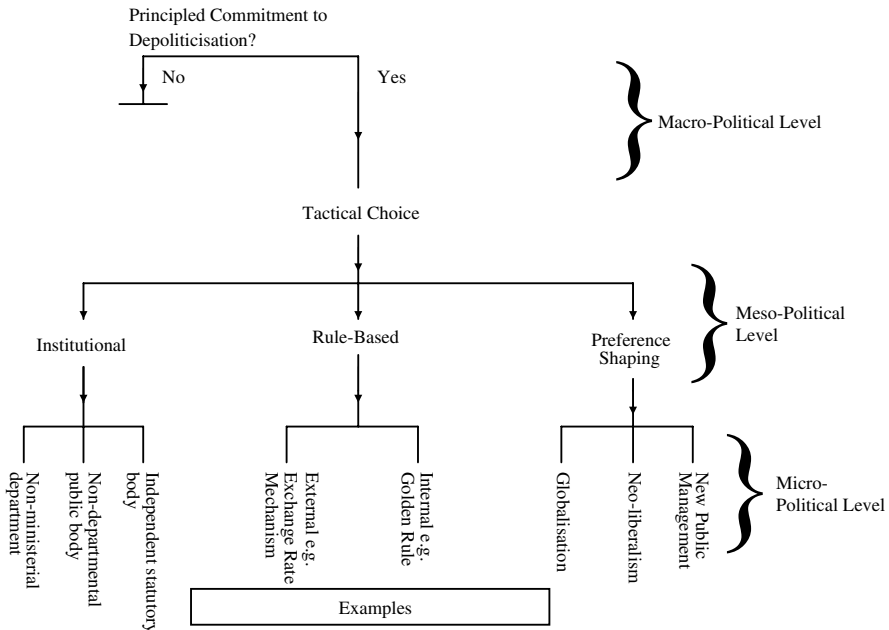 Principled Commitment to
Depoliticisation?
No
Yes
Macro-Political Level
Tactical Choice
Meso-Political
Level
Institutional
Rule-Based
Preference
Shaping
Non-ministerial
department
Non-departmental
public body
Independent statutory
body
External e.g.
Exchange Rate
Mechanism
Internal e.g.
Golden Rule
Globalisation
Neo-liberalism
New Public
Management
Micro-
Political Level
Examples